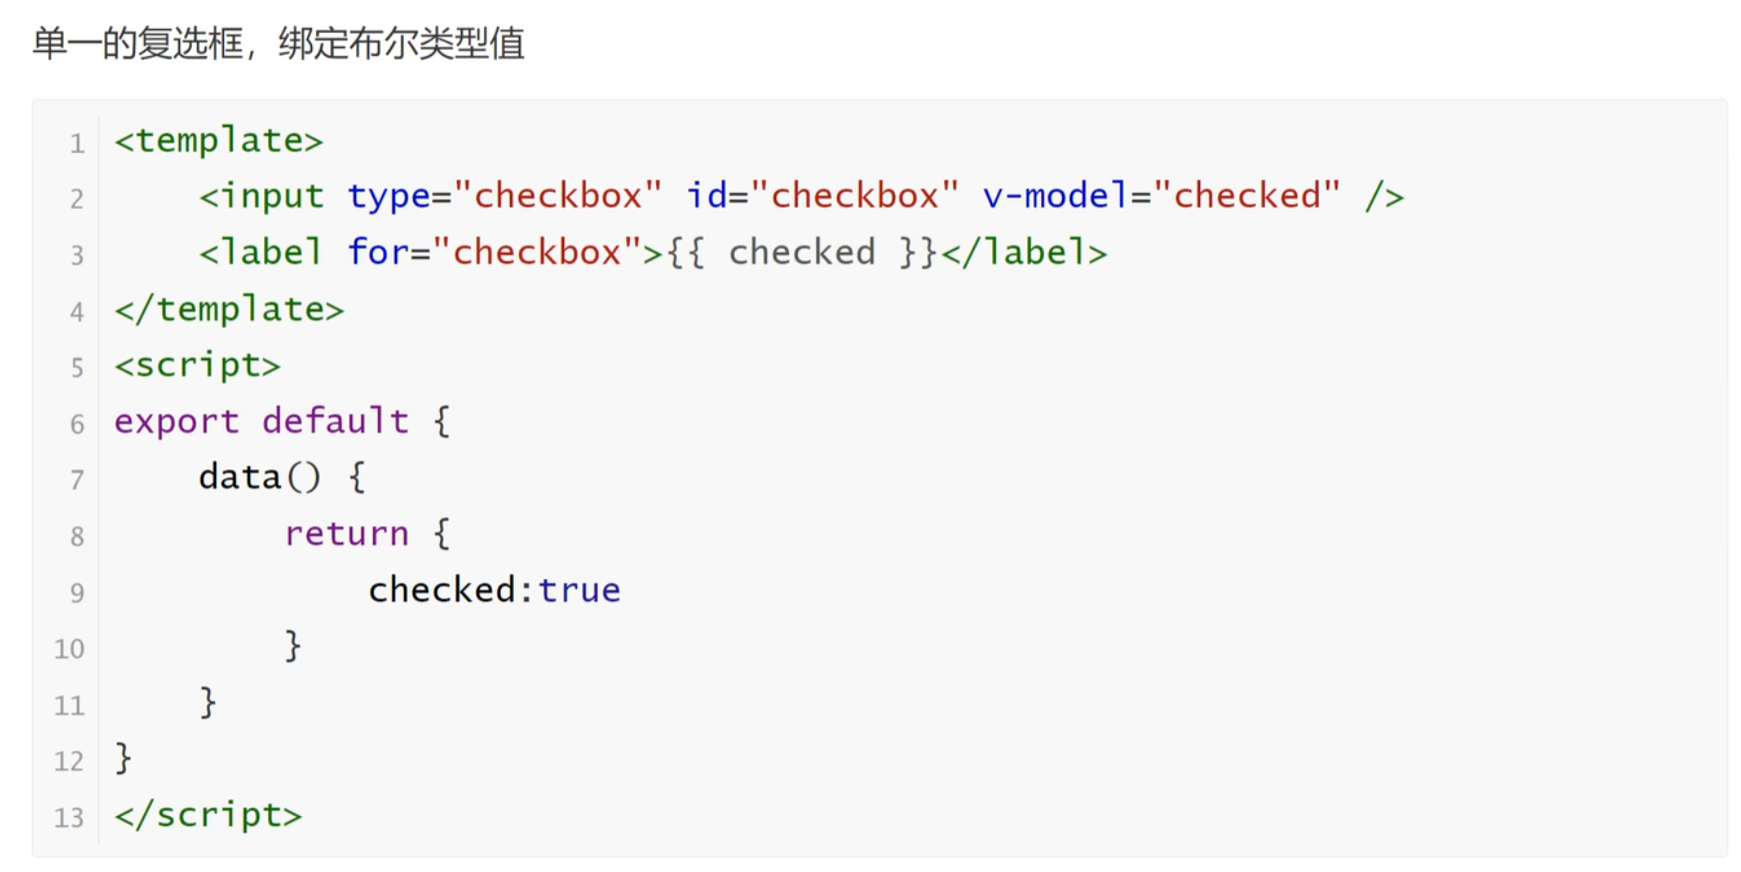 单一的复选框，绑定布尔类型值
1 <template>
2     <input type="checkbox" id="checkbox" v-model="checked" />
3     <label for="checkbox">{{ checked }}</label>
4 </template>
5 <script>
6 export default {
7     data() {
8         return {
9             checked:true
10         }
11     }
12 }
13 </script>